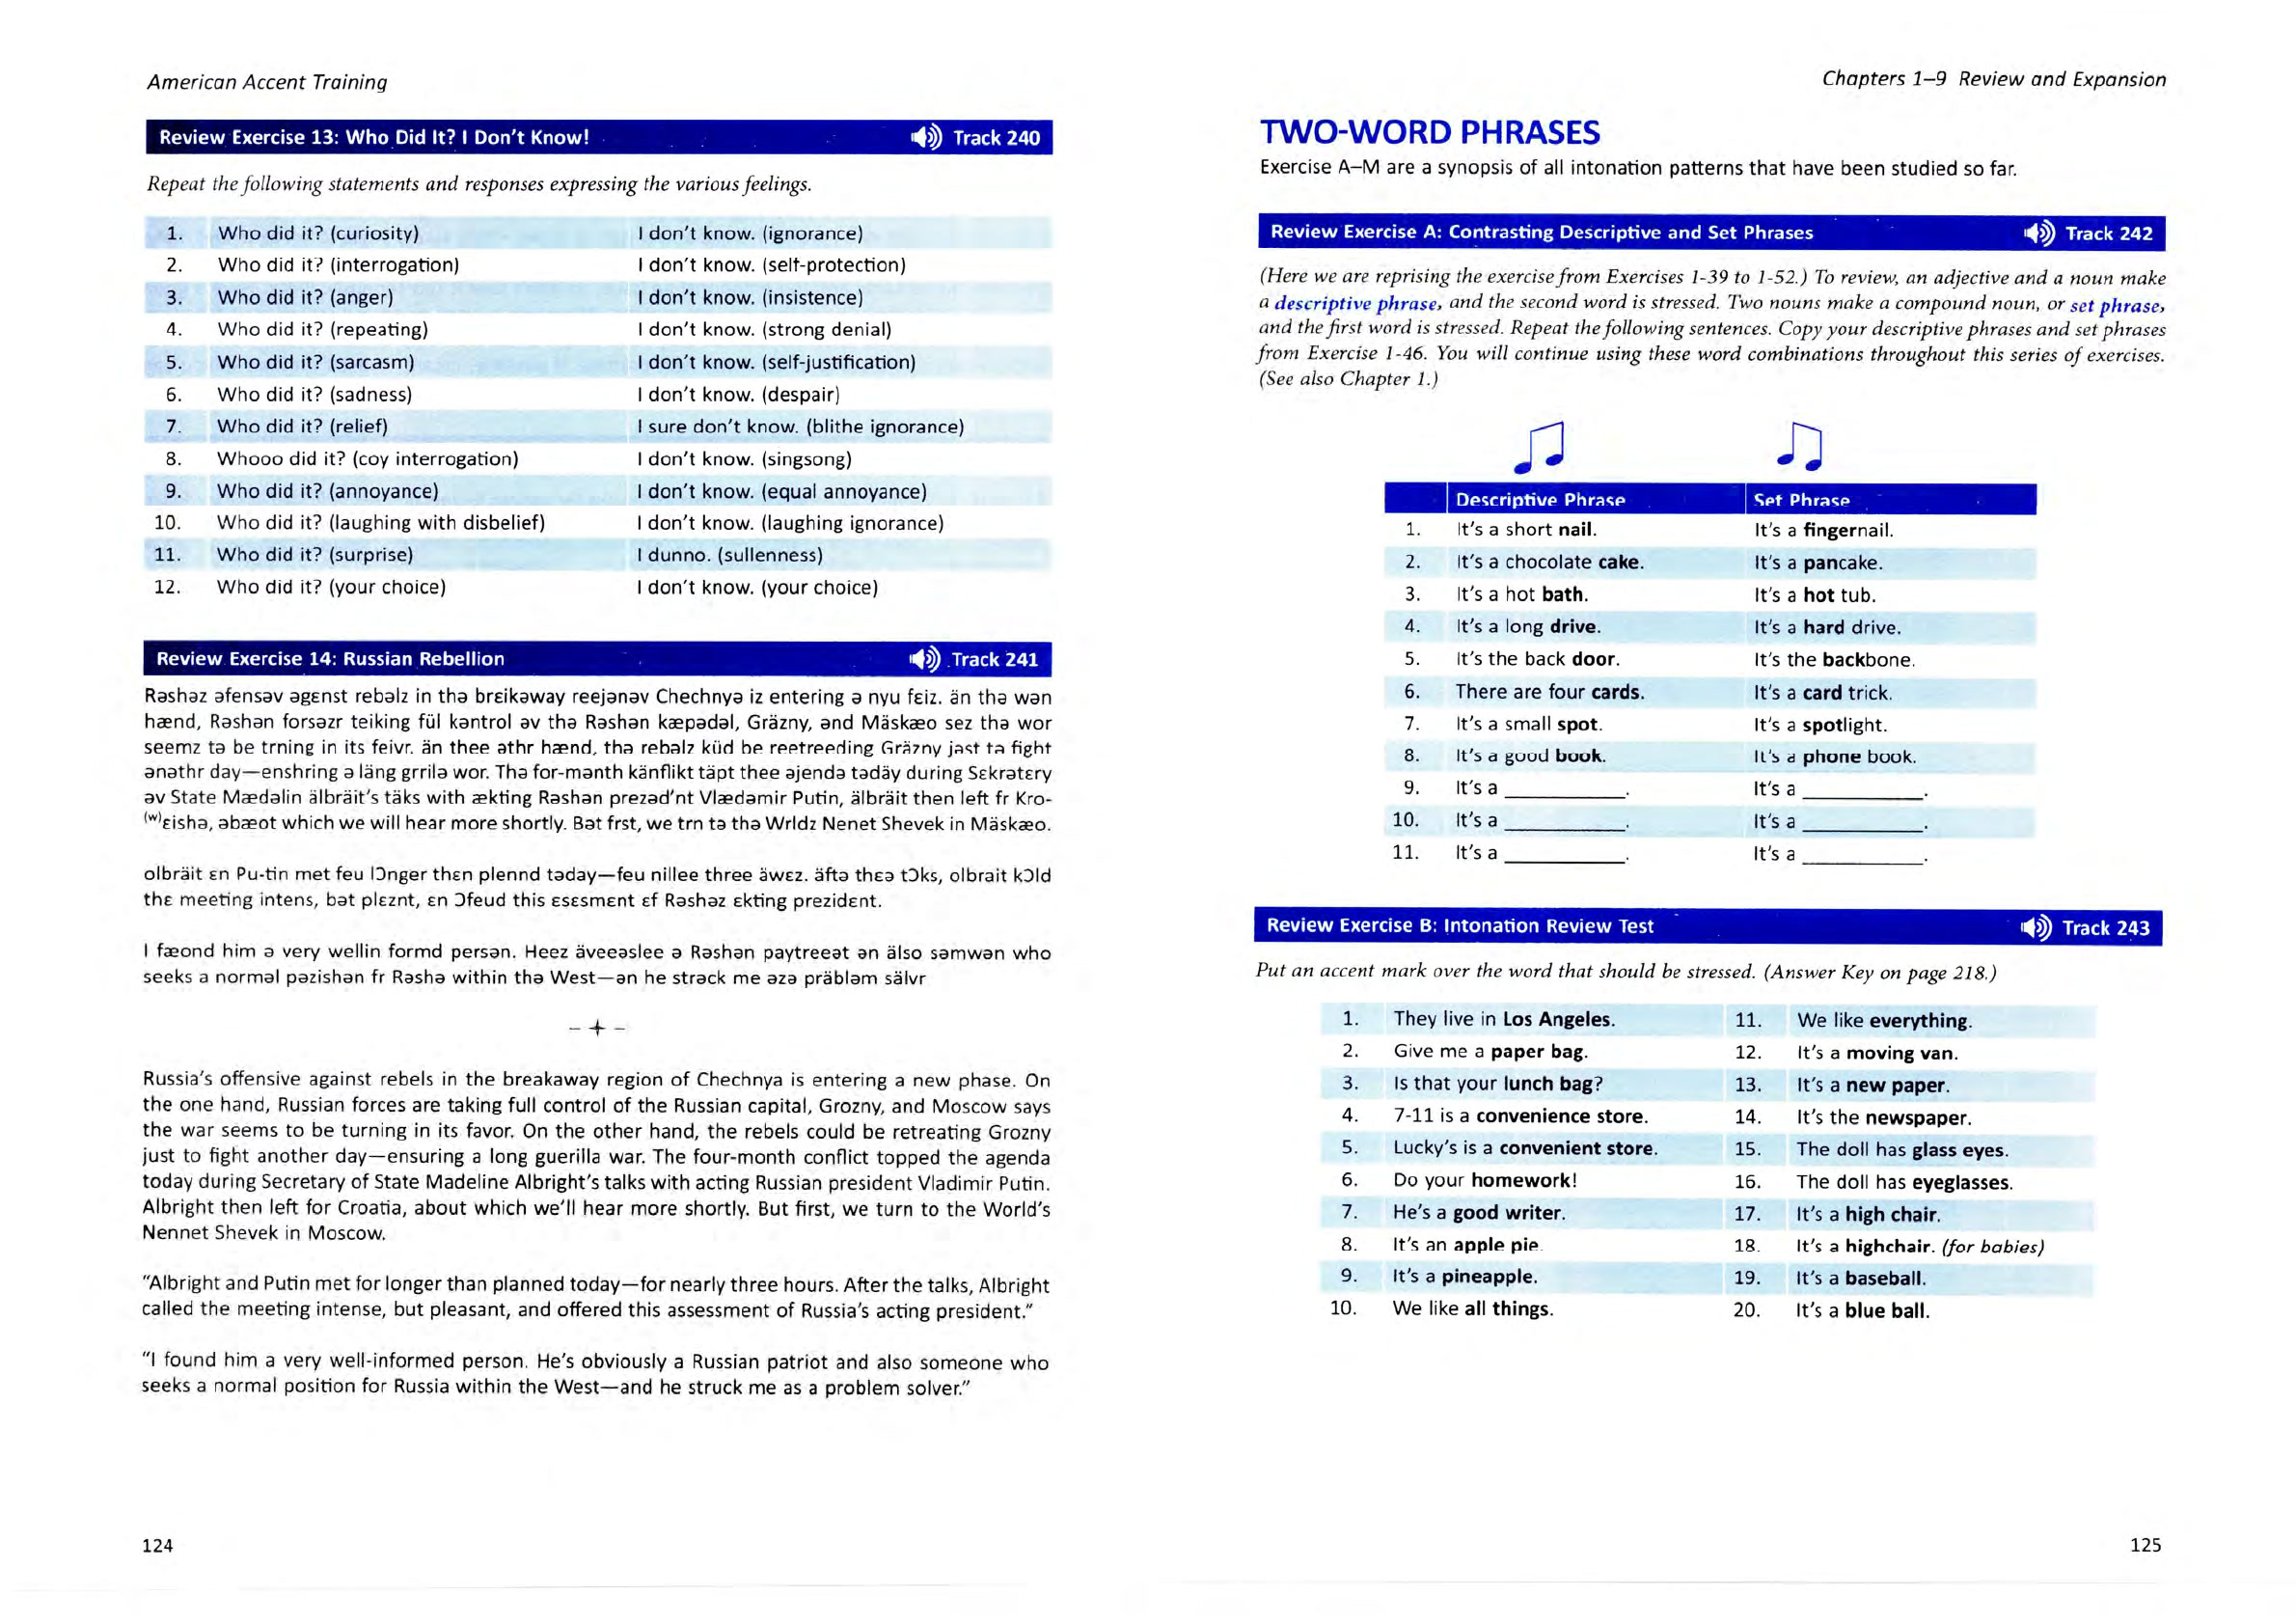 American Accent Training
Review Exercise 13: Who Did It? I Don't Know! Track 240
Repeat the following statements and responses expressing the various feelings.
1. Who did it? (curiosity) I don't know. (ignorance)
2. Who did it? (interrogation) I don't know. (self-protection)
3. Who did it? (anger) I don't know. (insistence)
4. Who did it? (repeating) I don't know. (strong denial)
5. Who did it? (sarcasm) I don't know. (self-justification)
6. Who did it? (sadness) I don't know. (despair)
7. Who did it? (relief) I sure don't know. (blithe ignorance)
8. Whooo did it? (coy interrogation) I don't know. (singsong)
9. Who did it? (annoyance) I don't know. (equal annoyance)
10. Who did it? (laughing with disbelief) I don't know. (laughing ignorance)
11. Who did it? (surprise) I dunno. (sullenness)
12. Who did it? (your choice) I don't know. (your choice)
Review Exercise 14: Russian Rebellion Track 241
Rəshəz əfensəv əgɛnst rebəlz in thə brɛikəway reejənəv Chechnyə iz entering ə nyu fɛiz. än thə wən
hænd, Rəshən forsəzr teiking fül kəntrol əv thə Rəshən kæpədəl, Gräzny, ənd Mäskæo sez thə wor
seemz tə be trning in its feivr. än thee əthr hænd, thə rebəlz küd be reetreeding Gräzny jəst tə fight
ənəthr day—enshring ə läng grrilə wor. Thə for-mənth känflikt täpt thee əjendə tədäy during Sɛkrətɛry
əv State Mædəlin älbräit's täks with ækting Rəshən prezəd'nt Vlædəmir Putin, älbräit then left fr Kro-
(w)ɛishə, əbæot which we will hear more shortly. Bət frst, we trn tə thə Wrldz Nenet Shevek in Mäskæo.
olbräit ɛn Pu-tin met feu lɔnger thɛn plennd təday—feu nillee three äwɛz. äftə thɛə tɔks, olbrait kɔld
thɛ meeting intens, bət plɛznt, ɛn ɔfeud this ɛsɛsmɛnt ɛf Rəshəz ɛkting prezidɛnt.
I fæond him ə very wellin formd persən. Heez äveeəslee ə Rəshən paytreeət ən älso səmwən who
seeks a normel pəzishən fr Rəshə within thə West—ən he strəck me əzə präbləm sälvr
Russia's offensive against rebels in the breakaway region of Chechnya is entering a new phase. On
the one hand, Russian forces are taking full control of the Russian capital, Grozny, and Moscow says
the war seems to be turning in its favor. On the other hand, the rebels could be retreating Grozny
just to fight another day—ensuring a long guerilla war. The four-month conflict topped the agenda
today during Secretary of State Madeline Albright's talks with acting Russian president Vladimir Putin.
Albright then left for Croatia, about which we'll hear more shortly. But first, we turn to the World's
Nennet Shevek in Moscow.
"Albright and Putin met for longer than planned today—for nearly three hours. After the talks, Albright
called the meeting intense, but pleasant, and offered this assessment of Russia's acting president."
"I found him a very well-informed person. He's obviously a Russian patriot and also someone who
seeks a normal position for Russia within the West—and he struck me as a problem solver."
124
Chapters 1–9 Review and Expansion
TWO-WORD PHRASES
Exercise A–M are a synopsis of all intonation patterns that have been studied so far.
Review Exercise A: Contrasting Descriptive and Set Phrases Track 242
(Here we are reprising the exercise from Exercises 1-39 to 1-52.) To review, an adjective and a noun make
a descriptive phrase, and the second word is stressed. Two nouns make a compound noun, or set phrase,
and the first word is stressed. Repeat the following sentences. Copy your descriptive phrases and set phrases
from Exercise 1-46. You will continue using these word combinations throughout this series of exercises.
(See also Chapter 1.)
Descriptive Phrase Set Phrase
1. It's a short nail. It's a fingernail.
2. It's a chocolate cake. It's a pancake.
3. It's a hot bath. It's a hot tub.
4. It's a long drive. It's a hard drive.
5. It's the back door. It's the backbone.
6. There are four cards. It's a card trick.
7. It's a small spot. It's a spotlight.
8. It's a good book. It's a phone book.
9. It's a ____________. It's a ____________.
10. It's a ____________. It's a ____________.
11. It's a ____________. It's a ____________.
Review Exercise B: Intonation Review Test Track 243
Put an accent mark over the word that should be stressed. (Answer Key on page 218.)
1. They live in Los Angeles. 11. We like everything.
2. Give me a paper bag. 12. It's a moving van.
3. Is that your lunch bag? 13. It's a new paper.
4. 7-11 is a convenience store. 14. It's the newspaper.
5. Lucky's is a convenient store. 15. The doll has glass eyes.
6. Do your homework! 16. The doll has eyeglasses.
7. He's a good writer. 17. It's a high chair.
8. It's an apple pie. 18. It's a highchair. (for babies)
9. It's a pineapple. 19. It's a baseball.
10. We like all things. 20. It's a blue ball.
125